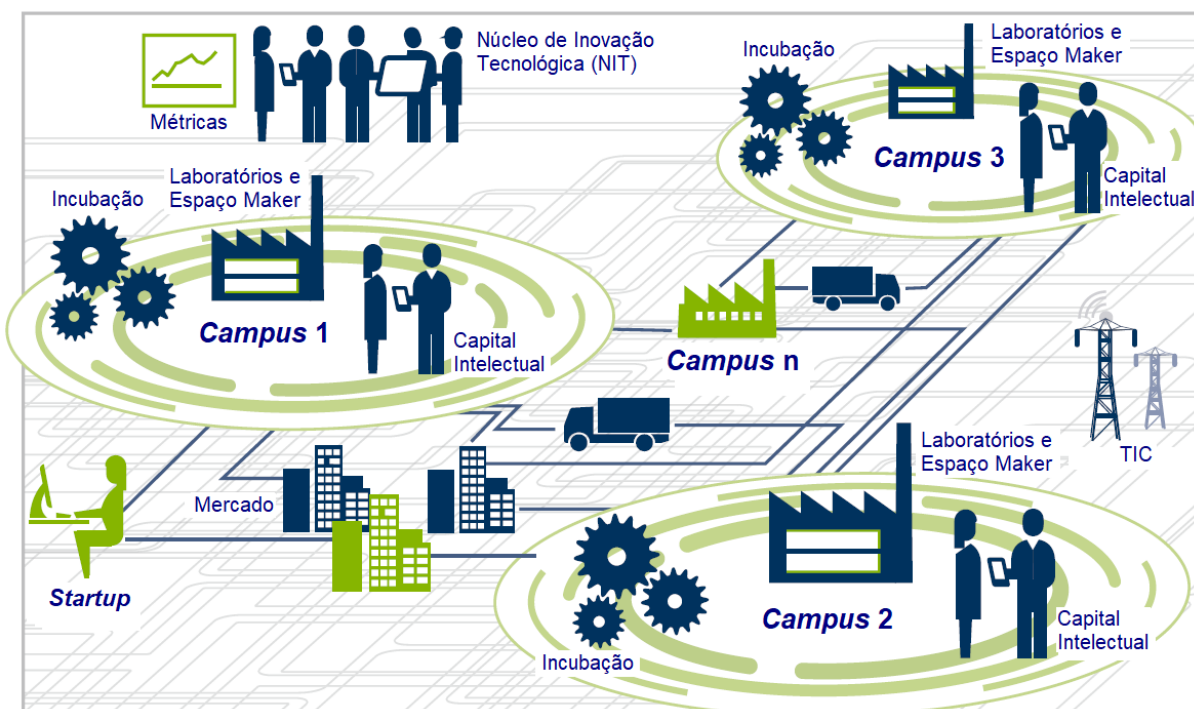 Núcleo de Inovação
Tecnológica (NIT)
Métricas
Incubação
Laboratórios e
Espaço Maker
Campus 3
Capital
Intelectual
Incubação
Laboratórios e
Espaço Maker
Campus 1
Capital
Intelectual
Campus n
TIC
Mercado
Startup
Laboratórios e
Espaço Maker
Campus 2
Capital
Intelectual
Incubação